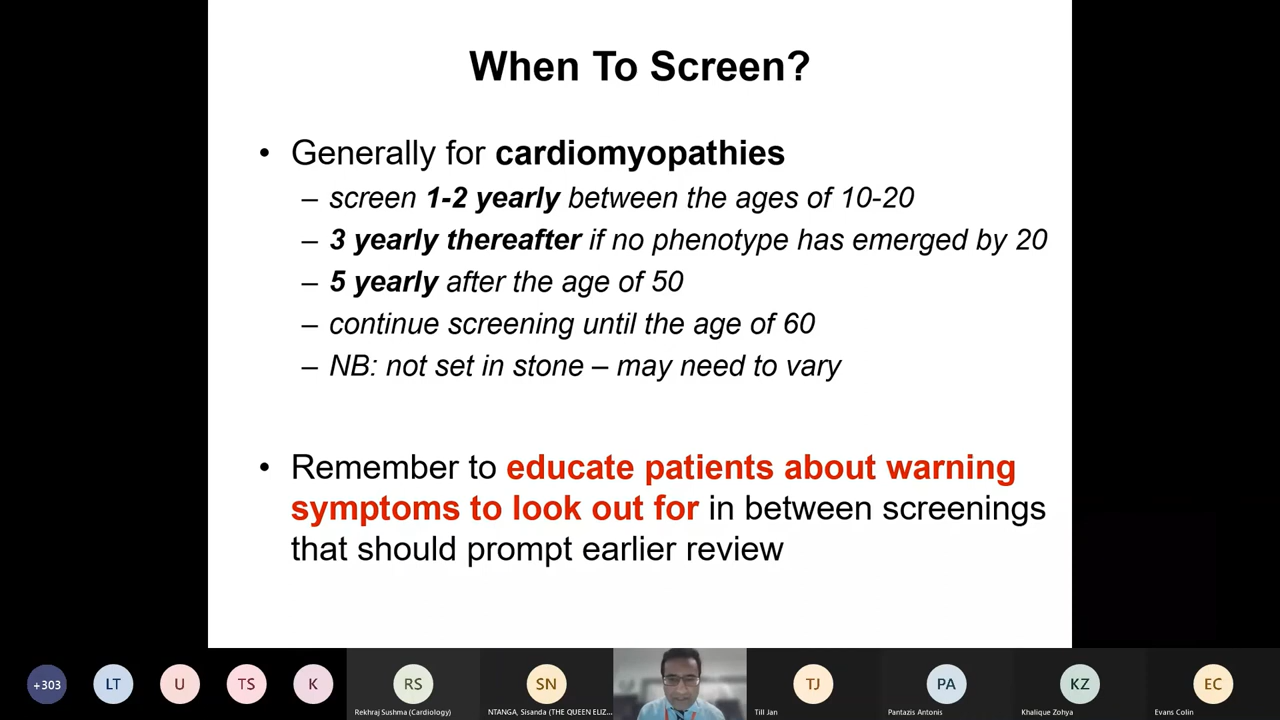 When To Screen?
• Generally for cardiomyopathies
– screen 1-2 yearly between the ages of 10-20
– 3 yearly thereafter if no phenotype has emerged by 20
– 5 yearly after the age of 50
– continue screening until the age of 60
– NB: not set in stone – may need to vary
• Remember to educate patients about warning
symptoms to look out for in between screenings
that should prompt earlier review
+303
LT
U
TS
K
RS
SN
TJ
PA
KZ
EC
Rekhraj Sushma (Cardiology)
NTANGA, Sisanda (THE QUEEN ELIZ...
Till Jan
Pantazis Antonis
Khalique Zohya
Evans Colin